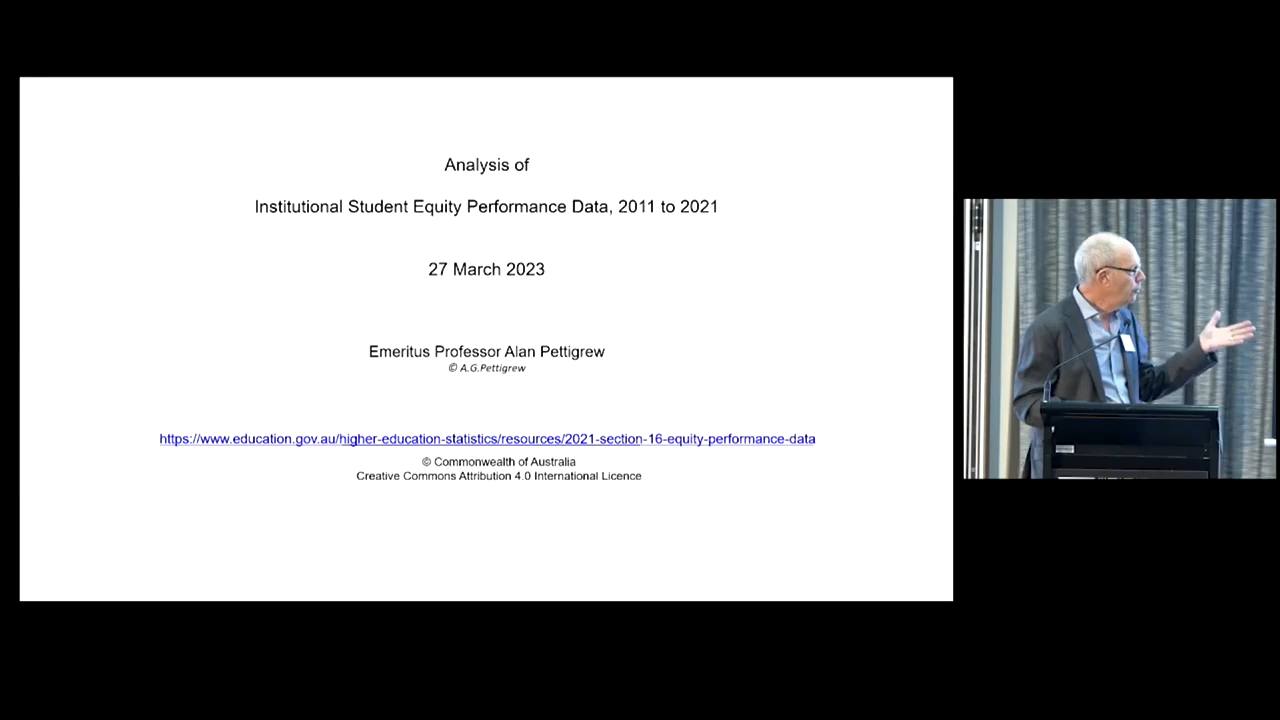 Analysis of
Institutional Student Equity Performance Data, 2011 to 2021
27 March 2023
Emeritus Professor Alan Pettigrew
© A.G.Pettigrew
https://www.education.gov.au/higher-education-statistics/resources/2021-section-16-equity-performance-data
© Commonwealth of Australia
Creative Commons Attribution 4.0 International Licence